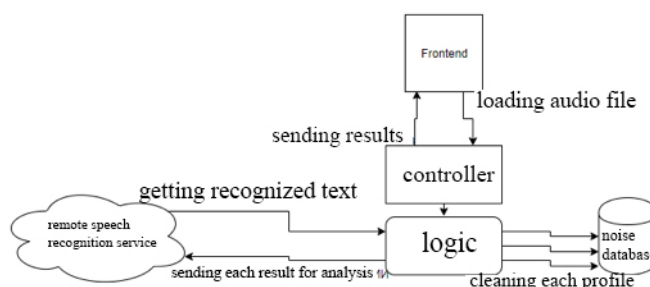 Frontend
loading audio file
sending results
controller
getting recognized text
remote speech
recognition service
logic
noise
database
sending each result for analysis
cleaning each profile